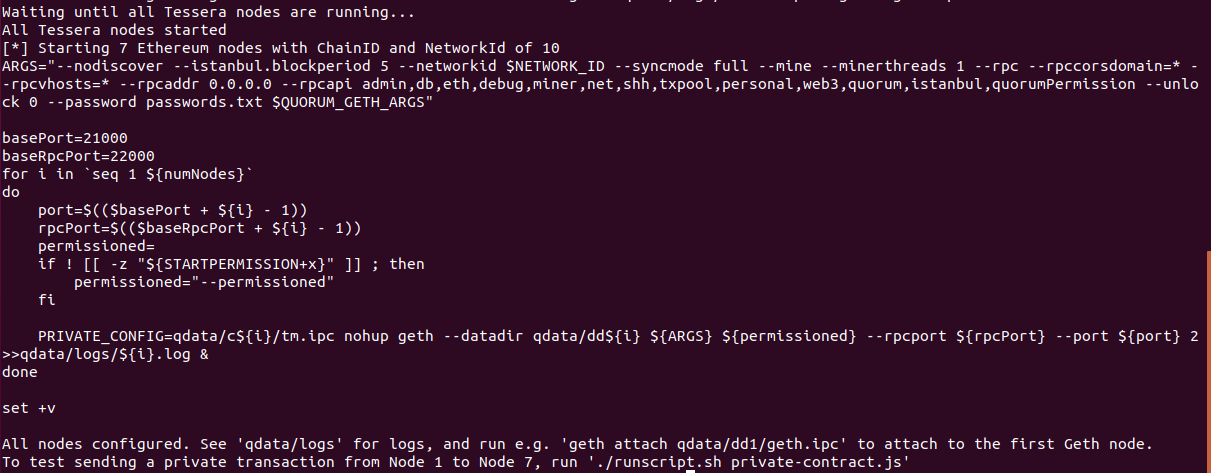 Waiting until all Tessera nodes are running...
All Tessera nodes started
[*] Starting 7 Ethereum nodes with ChainID and NetworkId of 10
ARGS="--nodiscover --istanbul.blockperiod 5 --networkid $NETWORK_ID --syncmode full --mine --minerthreads 1 --rpc --rpccorsdomain=* -
-rpcvhosts=* --rpcaddr 0.0.0.0 --rpcapi admin,db,eth,debug,miner,net,shh,txpool,personal,web3,quorum,istanbul,quorumPermission --unlo
ck 0 --password passwords.txt $QUORUM_GETH_ARGS"

basePort=21000
baseRpcPort=22000
for i in `seq 1 ${numNodes}`
do
    port=$(($basePort + ${i} - 1))
    rpcPort=$(($baseRpcPort + ${i} - 1))
    permissioned=
    if ! [[ -z "${STARTPERMISSION+x}" ]] ; then
        permissioned="--permissioned"
    fi

    PRIVATE_CONFIG=qdata/c${i}/tm.ipc nohup geth --datadir qdata/dd${i} ${ARGS} ${permissioned} --rpcport ${rpcPort} --port ${port} 2
>>qdata/logs/${i}.log &
done

set +v

All nodes configured. See 'qdata/logs' for logs, and run e.g. 'geth attach qdata/dd1/geth.ipc' to attach to the first Geth node.
To test sending a private transaction from Node 1 to Node 7, run './runscript.sh private-contract.js'